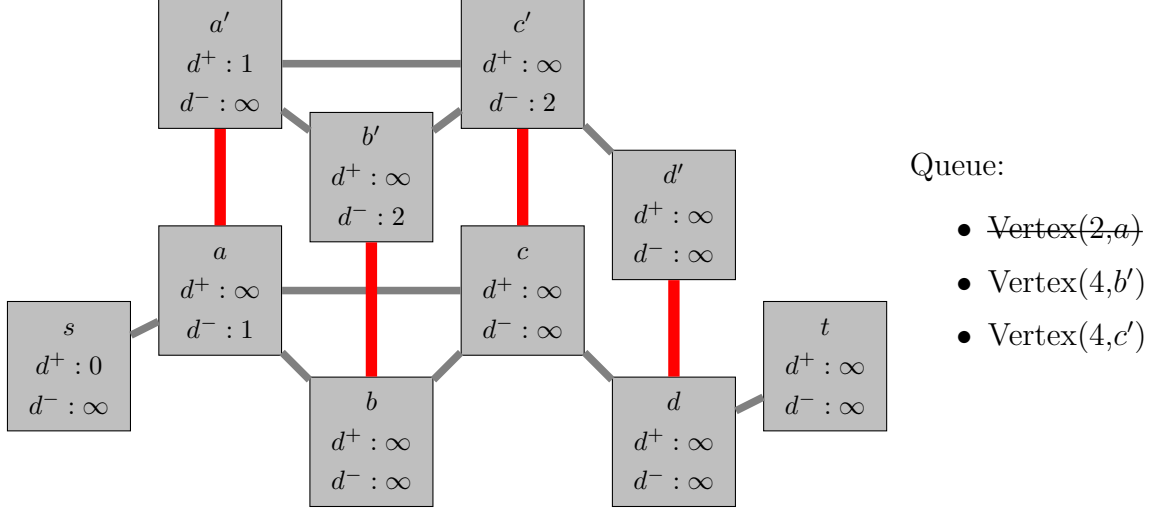 a′
d⁺ : 1
d⁻ : ∞
c′
d⁺ : ∞
d⁻ : 2
b′
d⁺ : ∞
d⁻ : 2
d′
d⁺ : ∞
d⁻ : ∞
a
d⁺ : ∞
d⁻ : 1
c
d⁺ : ∞
d⁻ : ∞
s
d⁺ : 0
d⁻ : ∞
b
d⁺ : ∞
d⁻ : ∞
d
d⁺ : ∞
d⁻ : ∞
t
d⁺ : ∞
d⁻ : ∞
Queue:
• Vertex(2,a)
• Vertex(4,b′)
• Vertex(4,c′)